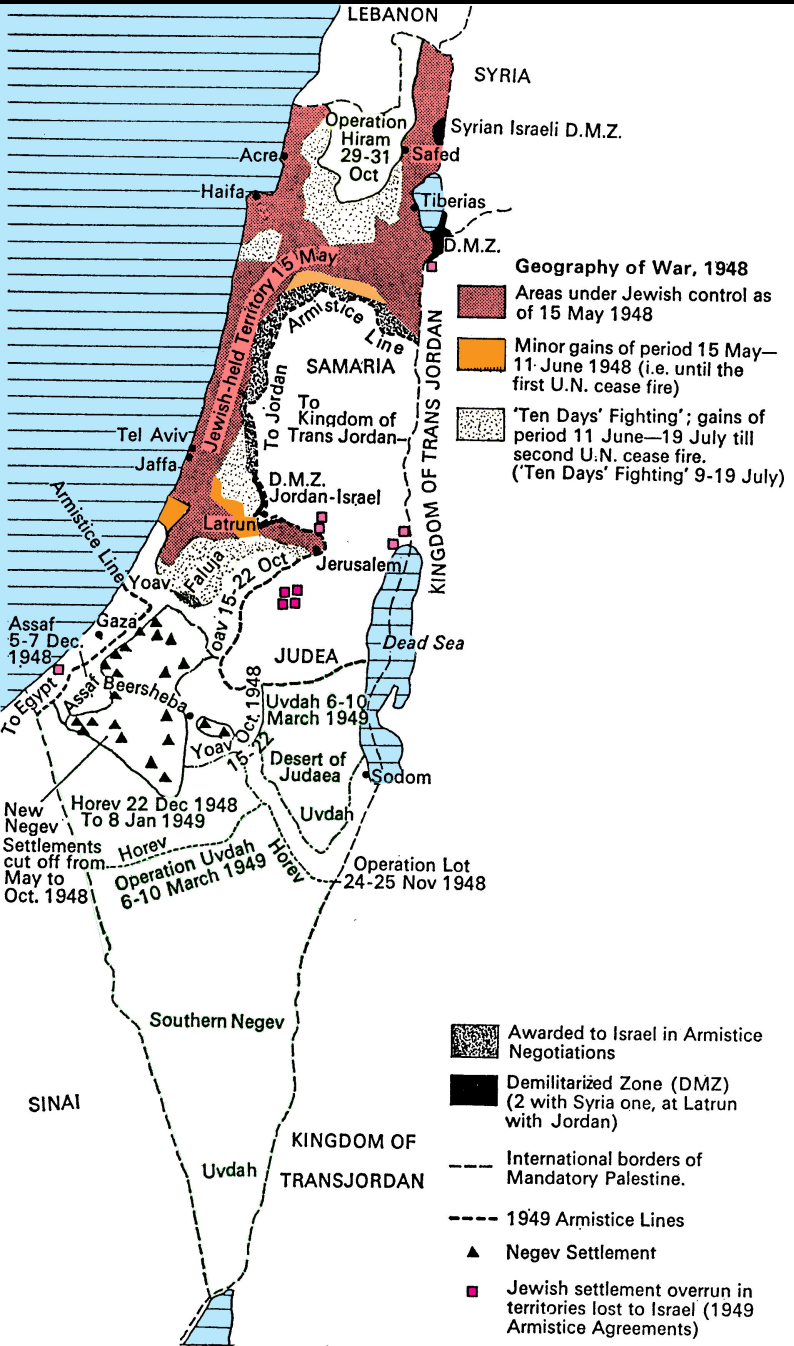 LEBANON
SYRIA
Operation
Hiram
29-31
Oct
Syrian Israeli D.M.Z.
Acre
Safed
Haifa
Tiberias
D.M.Z.
Jewish-held Territory 15 May
Armistice Line
SAMARIA
To Jordan
To
Kingdom of
Trans Jordan
KINGDOM OF TRANS JORDAN
Geography of War, 1948
Areas under Jewish control as
of 15 May 1948
Minor gains of period 15 May—
11 June 1948 (i.e. until the
first U.N. cease fire)
'Ten Days' Fighting'; gains of
period 11 June—19 July till
second U.N. cease fire.
('Ten Days' Fighting' 9-19 July)
Tel Aviv
Jaffa
D.M.Z.
Jordan-Israel
Latrun
Armistice Line
Jerusalem
Yoav
Faluja
oav 15-22 Oct
Gaza
Assaf
5-7 Dec
1948
Dead Sea
JUDEA
To Egypt
Assaf
Beersheba
Yoav Oct. 1948
15-22
Uvdah 6-10
March 1949
Desert of
Judaea
Sodom
Uvdah
New
Negev
Settlements
cut off from
May to
Oct. 1948
Horev 22 Dec 1948
To 8 Jan 1949
Horev
Operation Uvdah
6-10 March 1949
Horev
Operation Lot
24-25 Nov 1948
Southern Negev
SINAI
Uvdah
KINGDOM OF
TRANSJORDAN
Awarded to Israel in Armistice
Negotiations
Demilitarized Zone (DMZ)
(2 with Syria one, at Latrun
with Jordan)
International borders of
Mandatory Palestine.
1949 Armistice Lines
Negev Settlement
Jewish settlement overrun in
territories lost to Israel (1949
Armistice Agreements)